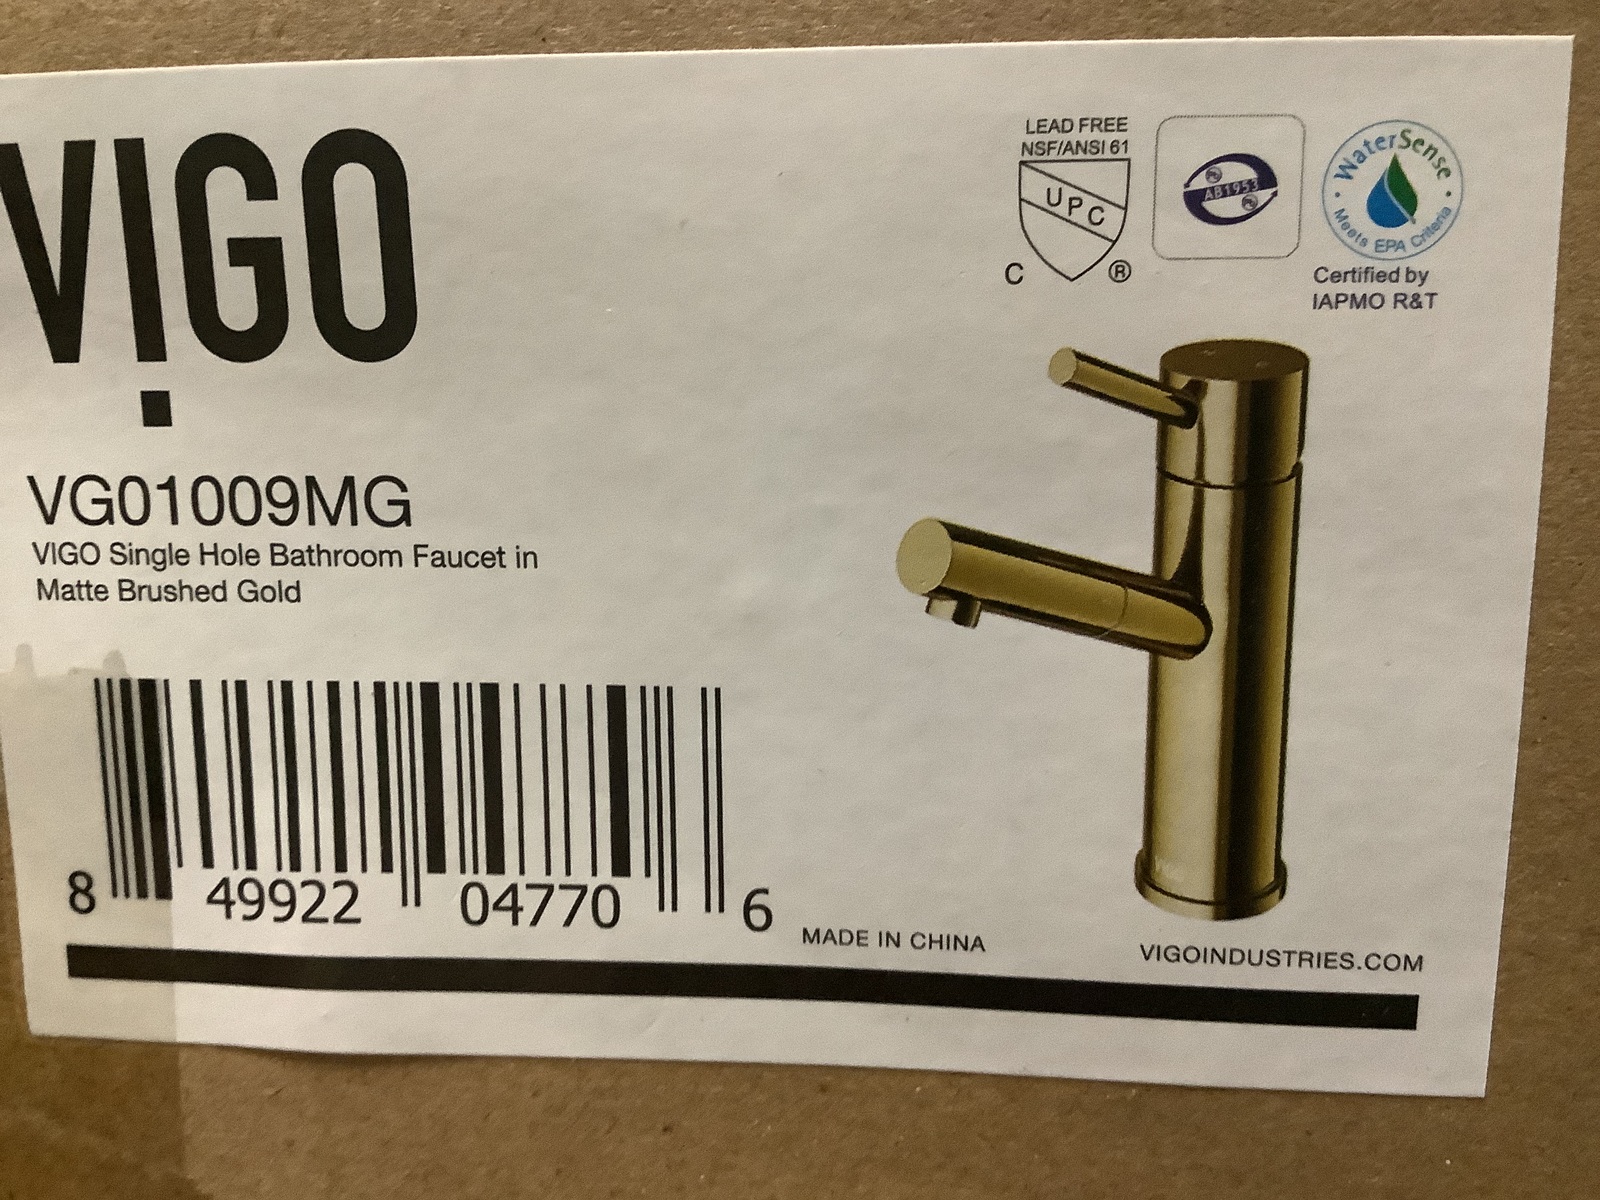 VIGO
LEAD FREE
NSF/ANSI 61
UPC
C ®
AB1953
WaterSense
Meets EPA Criteria
Certified by
IAPMO R&T
VG01009MG
VIGO Single Hole Bathroom Faucet in
Matte Brushed Gold
8 49922 04770 6
MADE IN CHINA
VIGOINDUSTRIES.COM